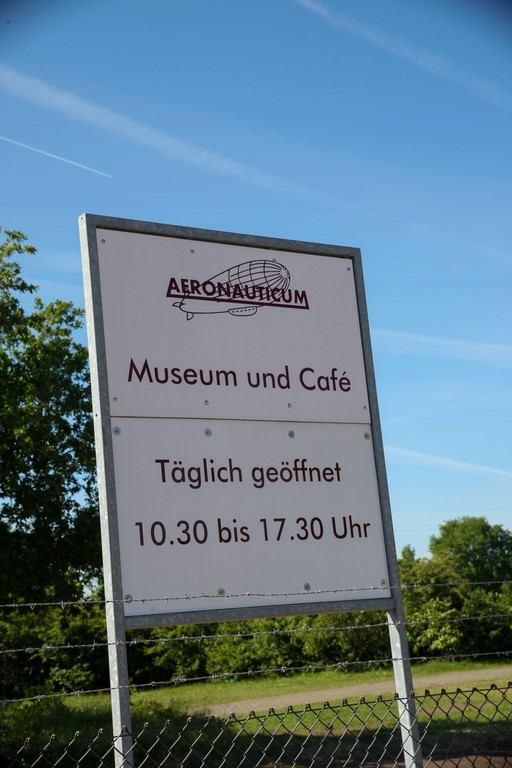 AERONAUTICUM
Museum und Café
Täglich geöffnet
10.30 bis 17.30 Uhr